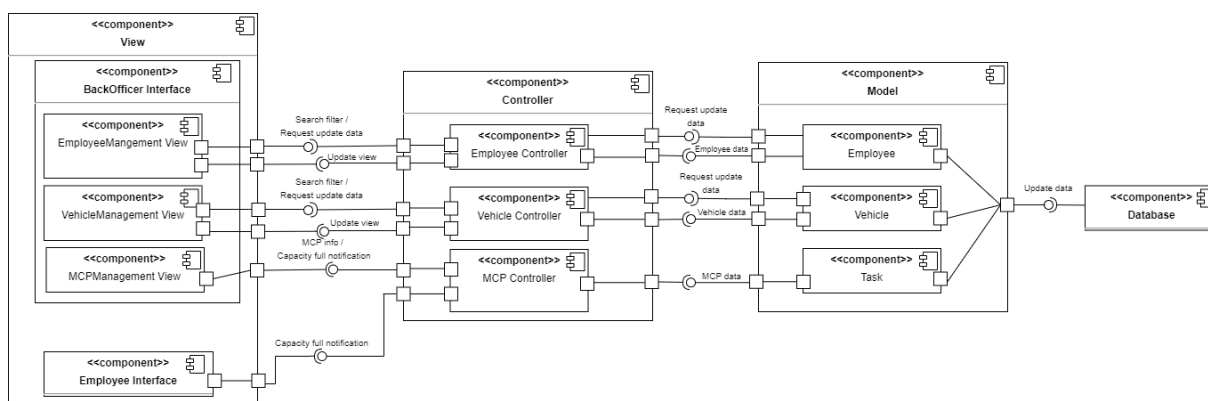 <<component>>
View
<<component>>
BackOfficer Interface
<<component>>
EmployeeMangement View
<<component>>
VehicleManagement View
<<component>>
MCPManagement View
<<component>>
Employee Interface
Search filter /
Request update data
Update view
Search filter /
Request update data
Update view
MCP info /
Capacity full notification
Capacity full notification
<<component>>
Controller
<<component>>
Employee Controller
<<component>>
Vehicle Controller
<<component>>
MCP Controller
Request update
data
Employee data
Request update
data
Vehicle data
MCP data
<<component>>
Model
<<component>>
Employee
<<component>>
Vehicle
<<component>>
Task
Update data
<<component>>
Database